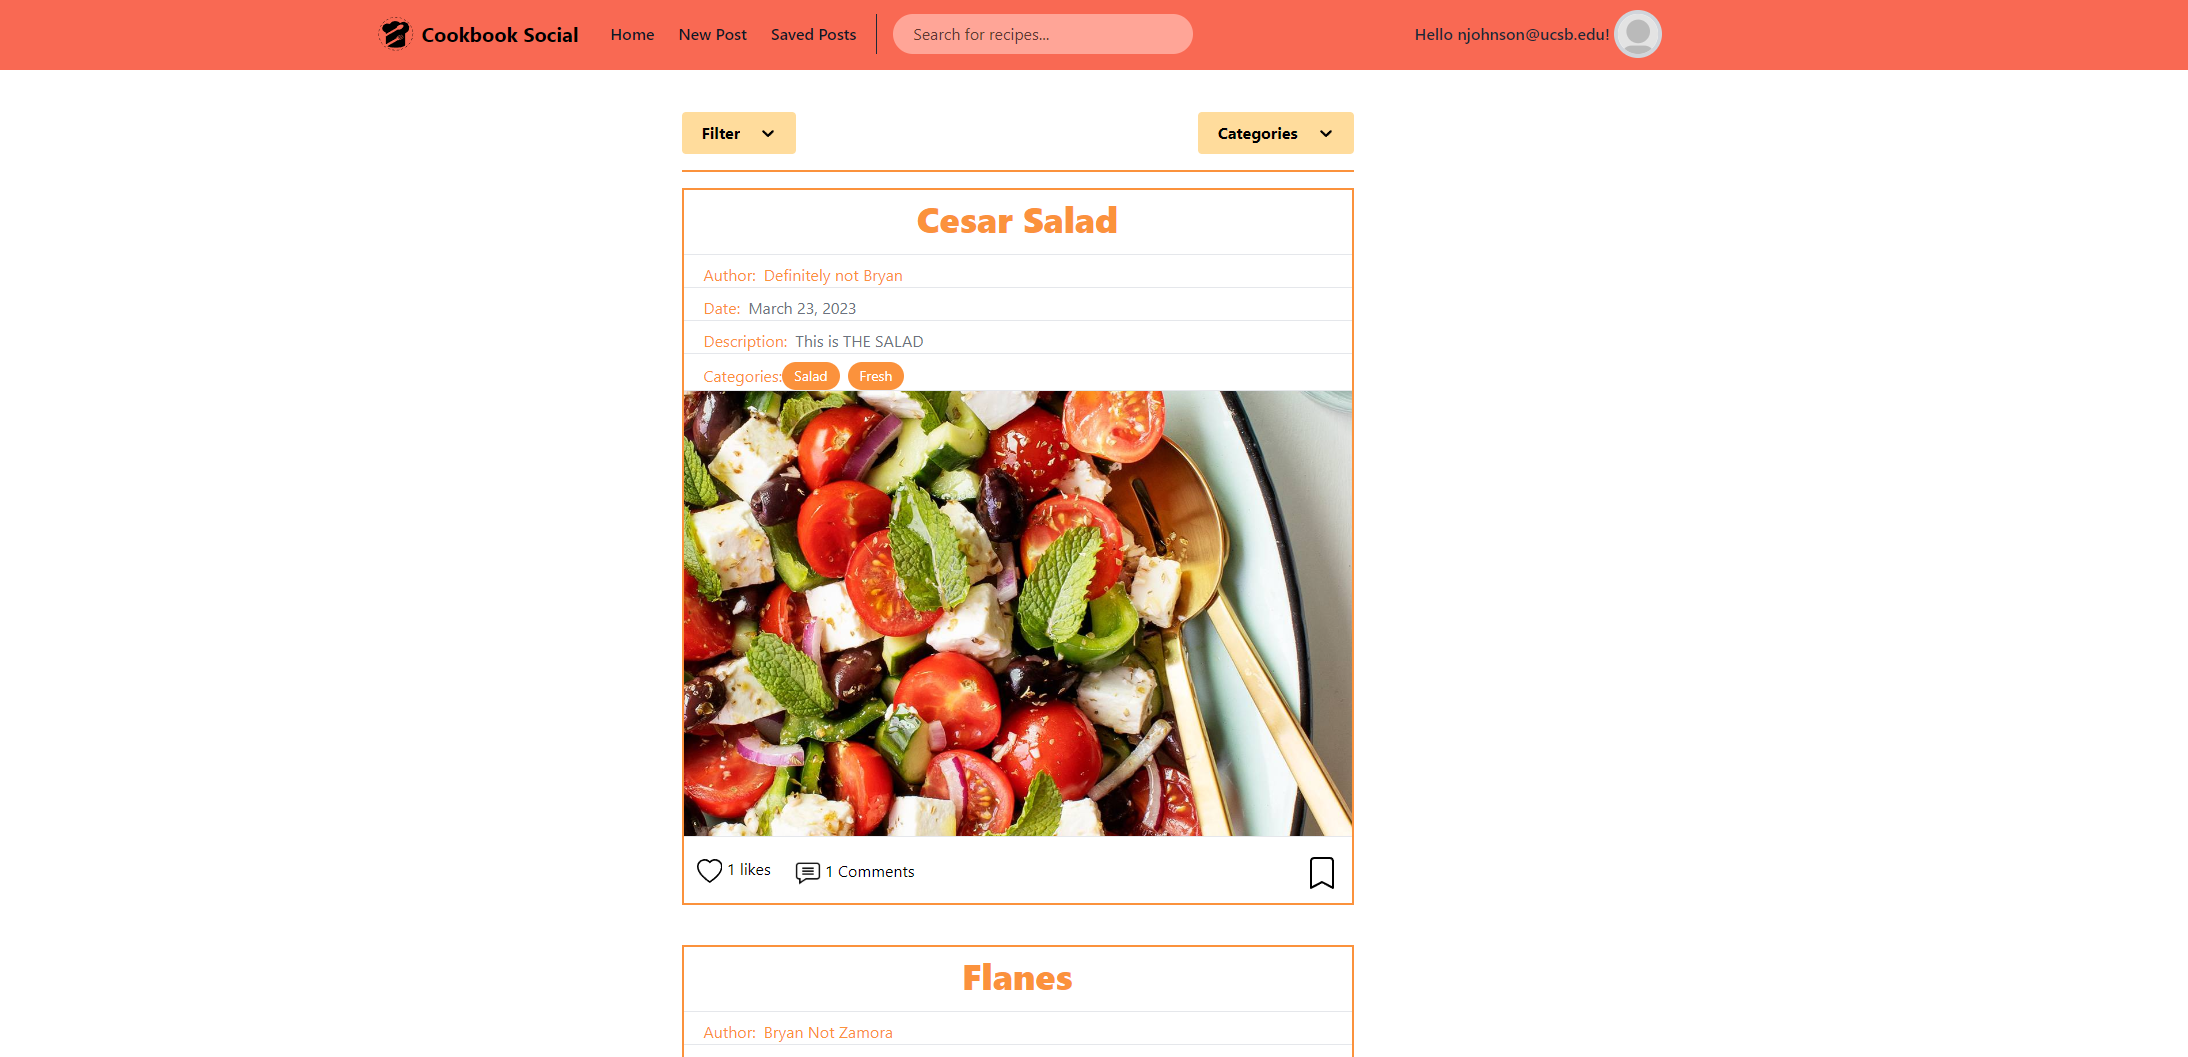 Cookbook Social Home New Post Saved Posts Search for recipes... Hello njohnson@ucsb.edu!
Filter Categories
Cesar Salad
Author: Definitely not Bryan
Date: March 23, 2023
Description: This is THE SALAD
Categories: Salad Fresh
1 likes 1 Comments
Flanes
Author: Bryan Not Zamora